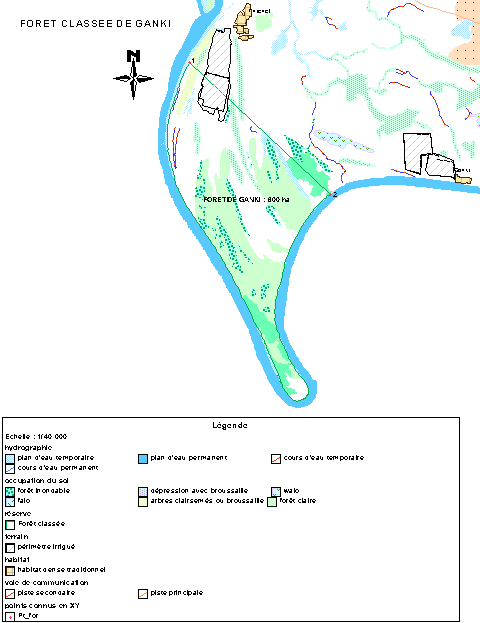 FORET CLASSEE DE GANKI
N
1
2
FORET DE GANKI : 800 ha
Légende
Echelle : 1/40 000
hydrographie
plan d'eau temporaire plan d'eau permanent cours d'eau temporaire
cours d'eau permanent
occupation du sol
forêt inondable dépression avec broussaille walo
falo arbres clairsemés ou broussaille forêt claire
réserve
Forêt classée
terrain
périmètre irrigué
habitat
habitat dense traditionnel
voie de communication
piste secondaire piste principale
points connus en XY
Pt_for